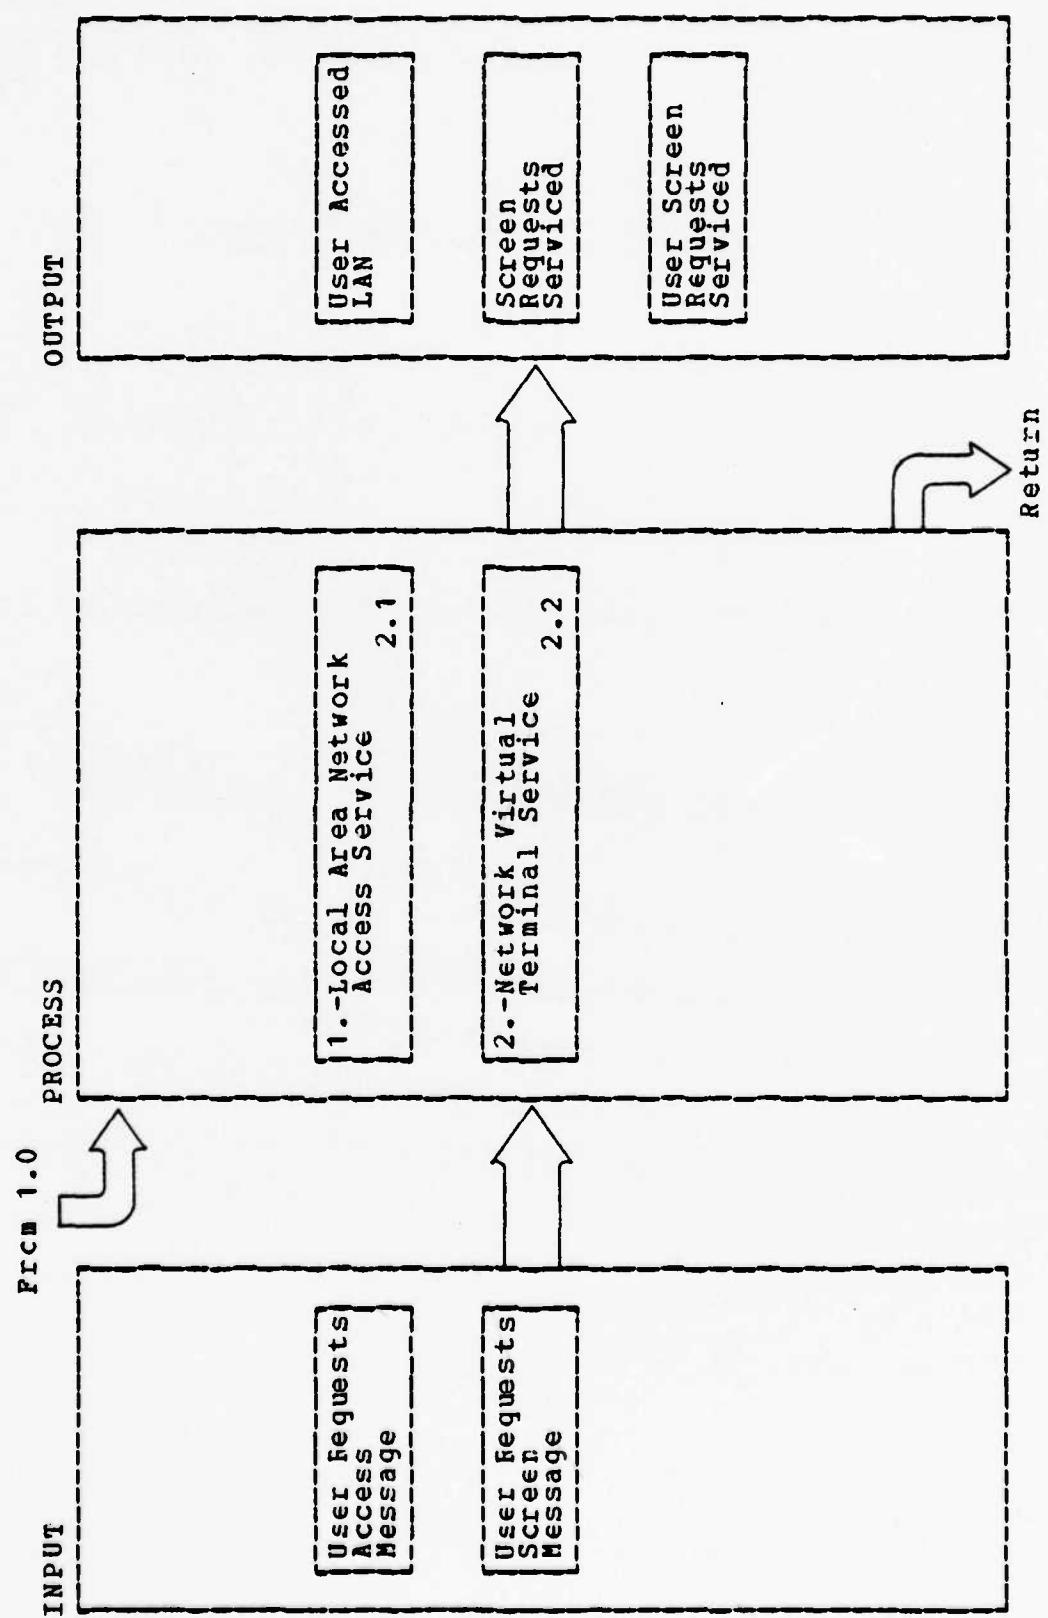 From 1.0
INPUT
User Requests
Access
Message
User Requests
Screen
Message
PROCESS
1.-Local Area Network
Access Service 2.1
2.-Network Virtual
Terminal Service 2.2
OUTPUT
User Accessed
LAN
Screen
Requests
Serviced
User Screen
Requests
Serviced
Return